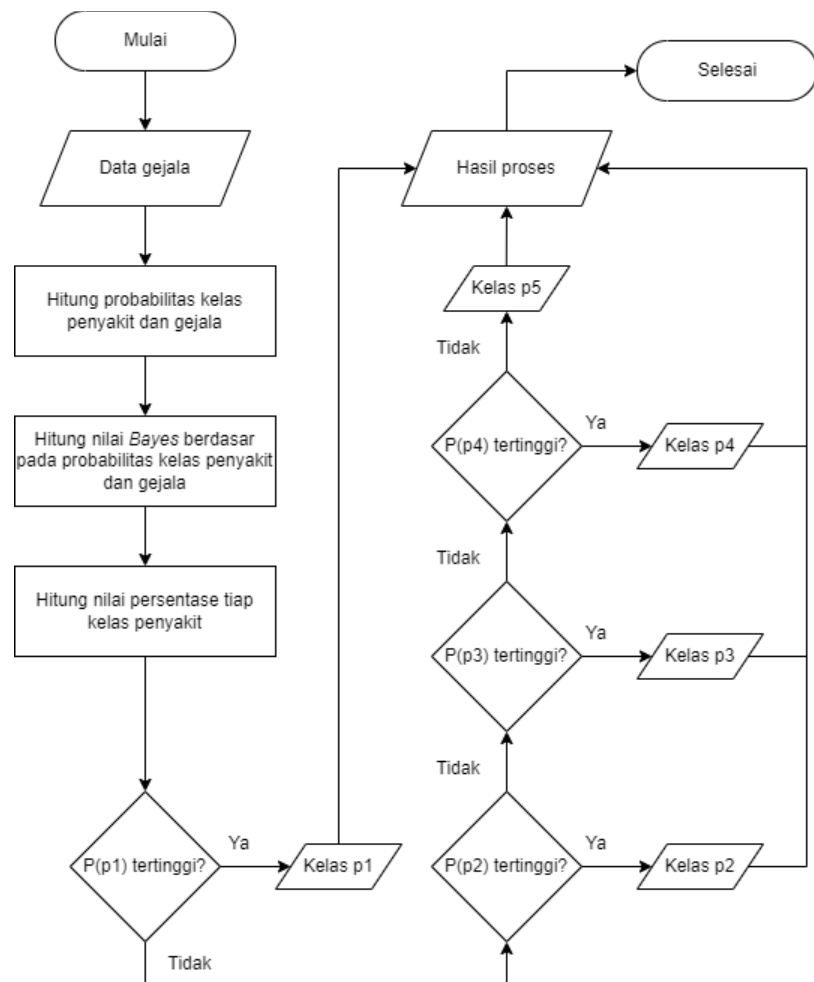 Mulai
Data gejala
Hitung probabilitas kelas
penyakit dan gejala
Hitung nilai Bayes berdasar
pada probabilitas kelas penyakit
dan gejala
Hitung nilai persentase tiap
kelas penyakit
P(p1) tertinggi?
Ya
Kelas p1
Tidak
P(p2) tertinggi?
Ya
Kelas p2
Tidak
P(p3) tertinggi?
Ya
Kelas p3
Tidak
P(p4) tertinggi?
Ya
Kelas p4
Tidak
Kelas p5
Hasil proses
Selesai